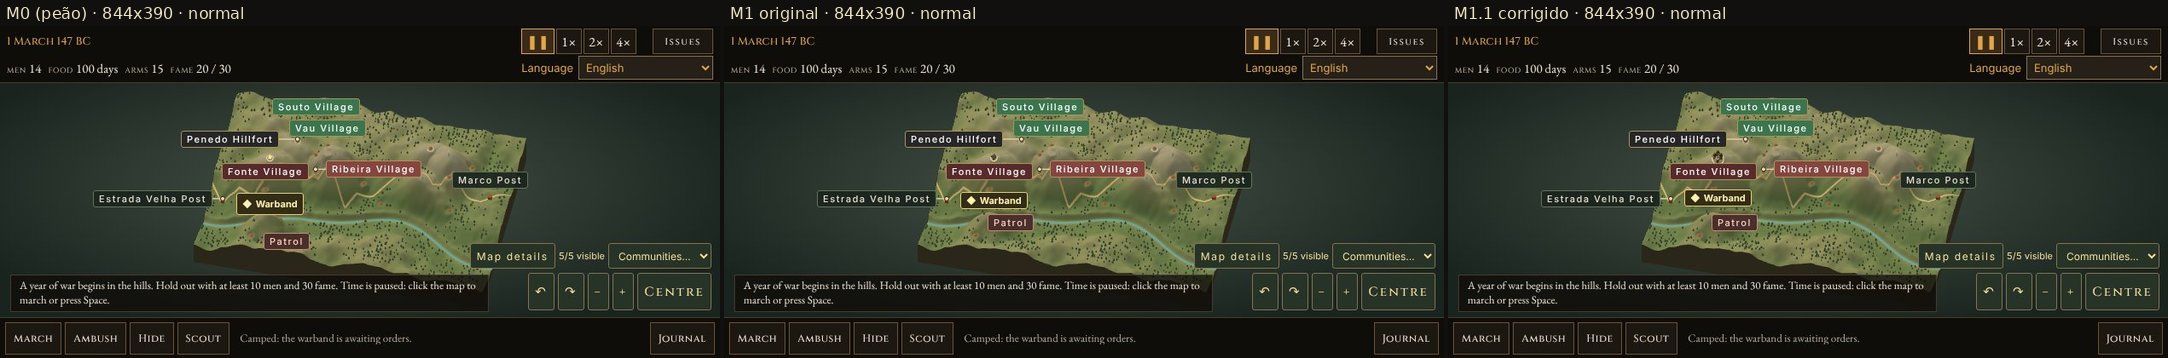 M0 (peão) · 844x390 · normal
1 MARCH 147 BC
❚❚ 1× 2× 4× ISSUES
MEN 14 FOOD 100 days ARMS 15 FAME 20 / 30
Language English
Souto Village
Vau Village
Penedo Hillfort
Ribeira Village
Fonte Village
Marco Post
Estrada Velha Post
◆ Warband
Patrol
Map details 5/5 visible Communities...
A year of war begins in the hills. Hold out with at least 10 men and 30 fame. Time is paused: click the map to
march or press Space.
↶ ↷ − + CENTRE
MARCH AMBUSH HIDE SCOUT Camped: the warband is awaiting orders. JOURNAL
M1 original · 844x390 · normal
1 MARCH 147 BC
❚❚ 1× 2× 4× ISSUES
MEN 14 FOOD 100 days ARMS 15 FAME 20 / 30
Language English
Souto Village
Vau Village
Penedo Hillfort
Ribeira Village
Fonte Village
Marco Post
Estrada Velha Post
◆ Warband
Patrol
Map details 5/5 visible Communities...
A year of war begins in the hills. Hold out with at least 10 men and 30 fame. Time is paused: click the map to
march or press Space.
↶ ↷ − + CENTRE
MARCH AMBUSH HIDE SCOUT Camped: the warband is awaiting orders. JOURNAL
M1.1 corrigido · 844x390 · normal
1 MARCH 147 BC
❚❚ 1× 2× 4× ISSUES
MEN 14 FOOD 100 days ARMS 15 FAME 20 / 30
Language English
Souto Village
Vau Village
Penedo Hillfort
Ribeira Village
Fonte Village
Marco Post
Estrada Velha Post
◆ Warband
Patrol
Map details 5/5 visible Communities...
A year of war begins in the hills. Hold out with at least 10 men and 30 fame. Time is paused: click the map to
march or press Space.
↶ ↷ − + CENTRE
MARCH AMBUSH HIDE SCOUT Camped: the warband is awaiting orders. JOURNAL